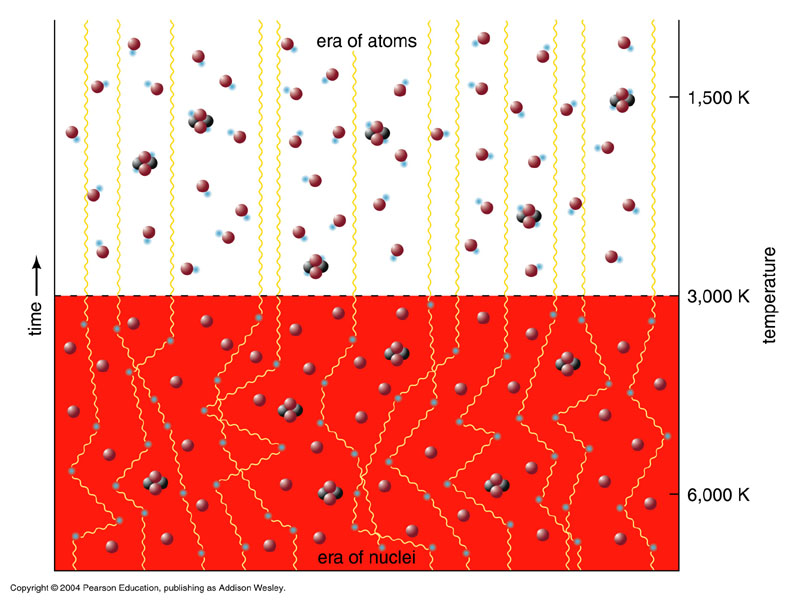 era of atoms
1,500 K
3,000 K
6,000 K
time
temperature
era of nuclei
Copyright © 2004 Pearson Education, publishing as Addison Wesley.